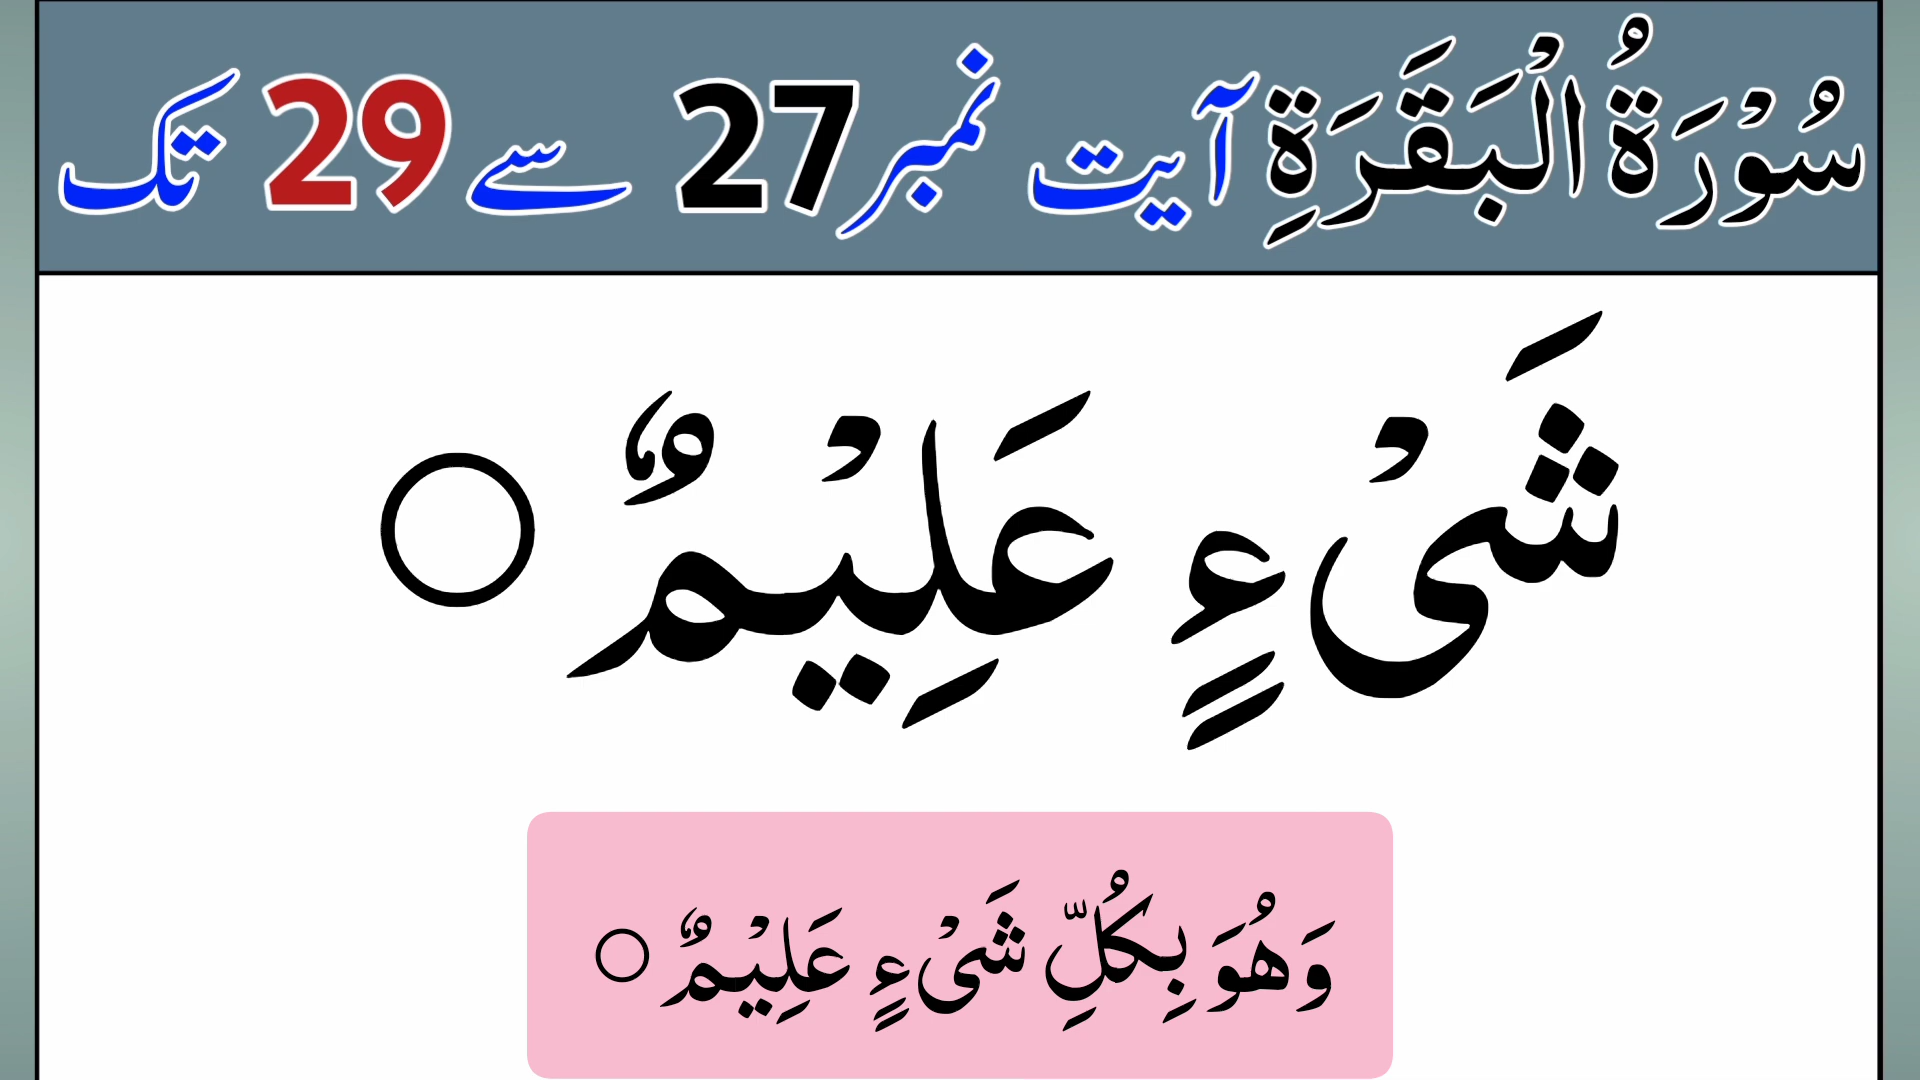 سُوْرَةُ الْبَقَرَةِ آیت نمبر 27 سے 29 تک
شَیْءٍ عَلِیْمٌ ○
وَهُوَ بِكُلِّ شَیْءٍ عَلِیْمٌ ○